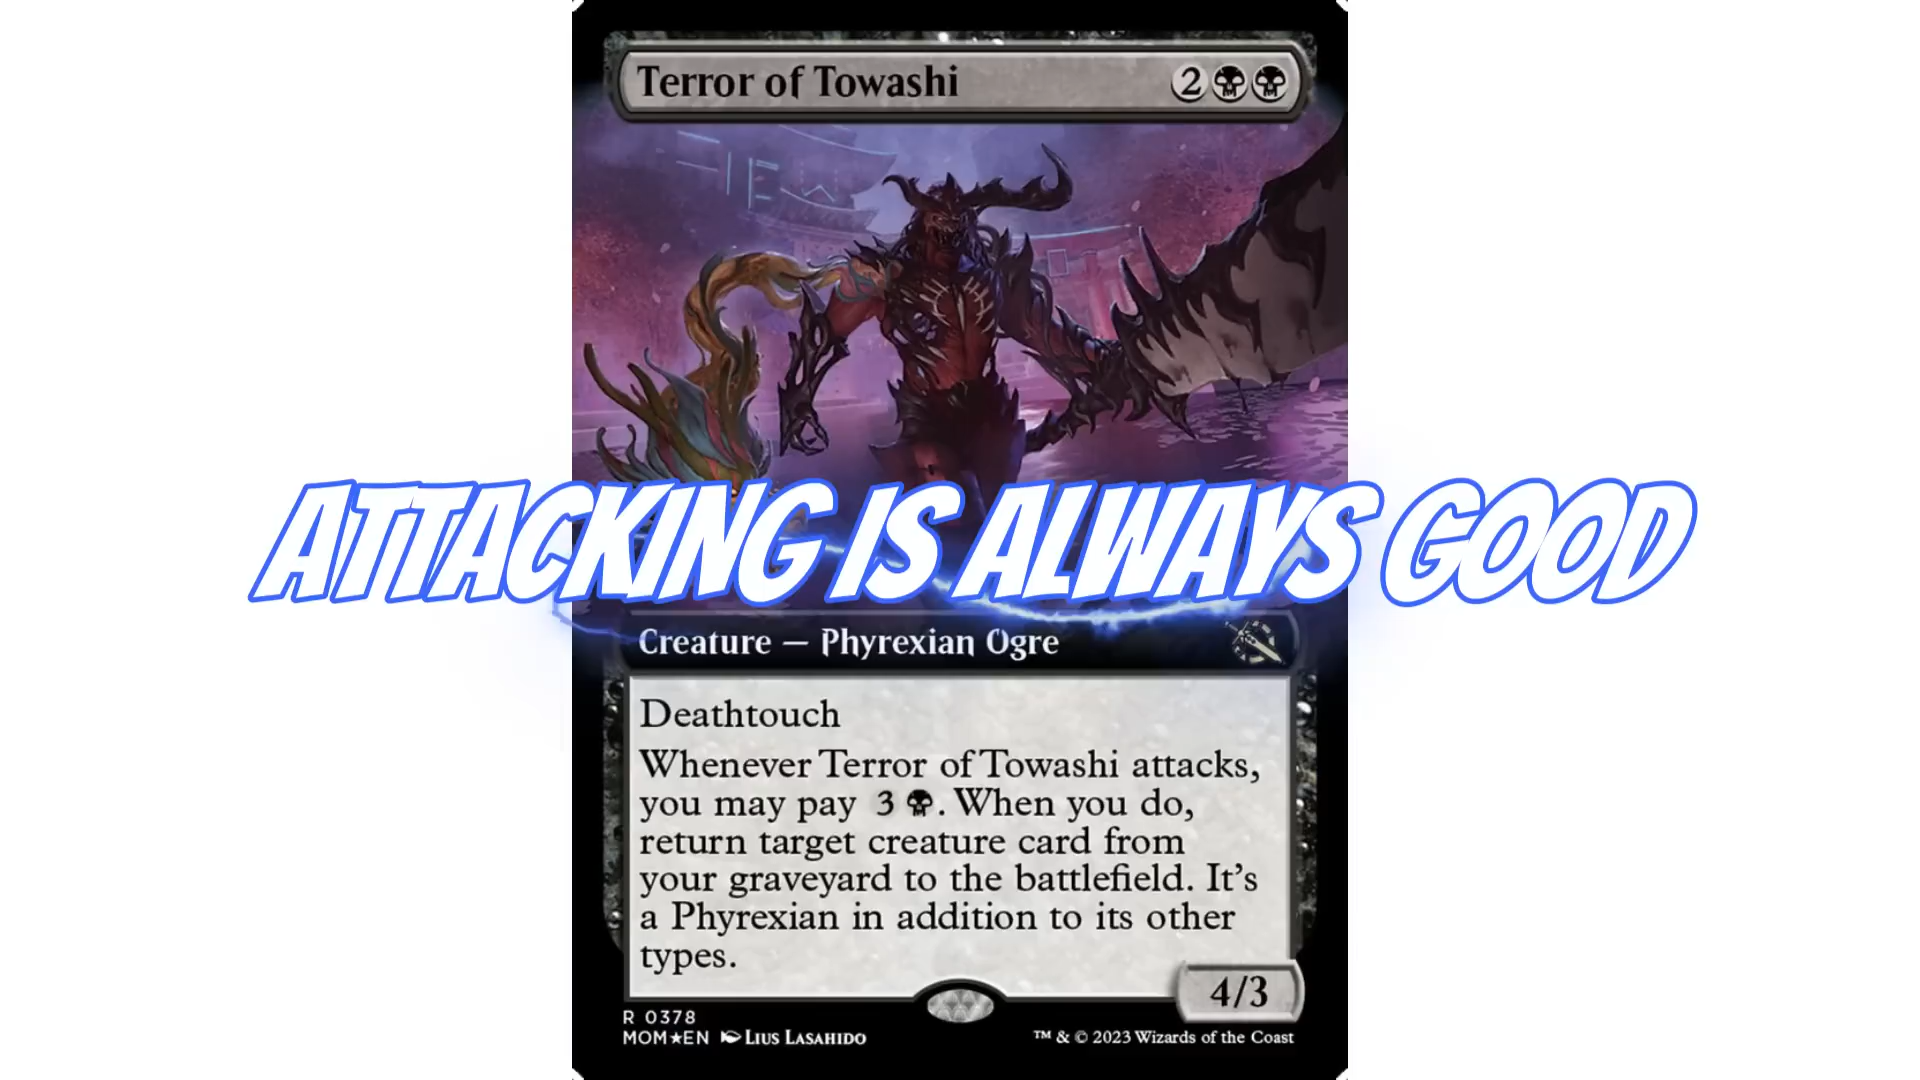 Terror of Towashi 2
ATTACKING IS ALWAYS GOOD
Creature — Phyrexian Ogre
Deathtouch
Whenever Terror of Towashi attacks,
you may pay 3 . When you do,
return target creature card from
your graveyard to the battlefield. It’s
a Phyrexian in addition to its other
types.
4/3
R 0378
MOM★EN LIUS LASAHIDO
™ & © 2023 Wizards of the Coast